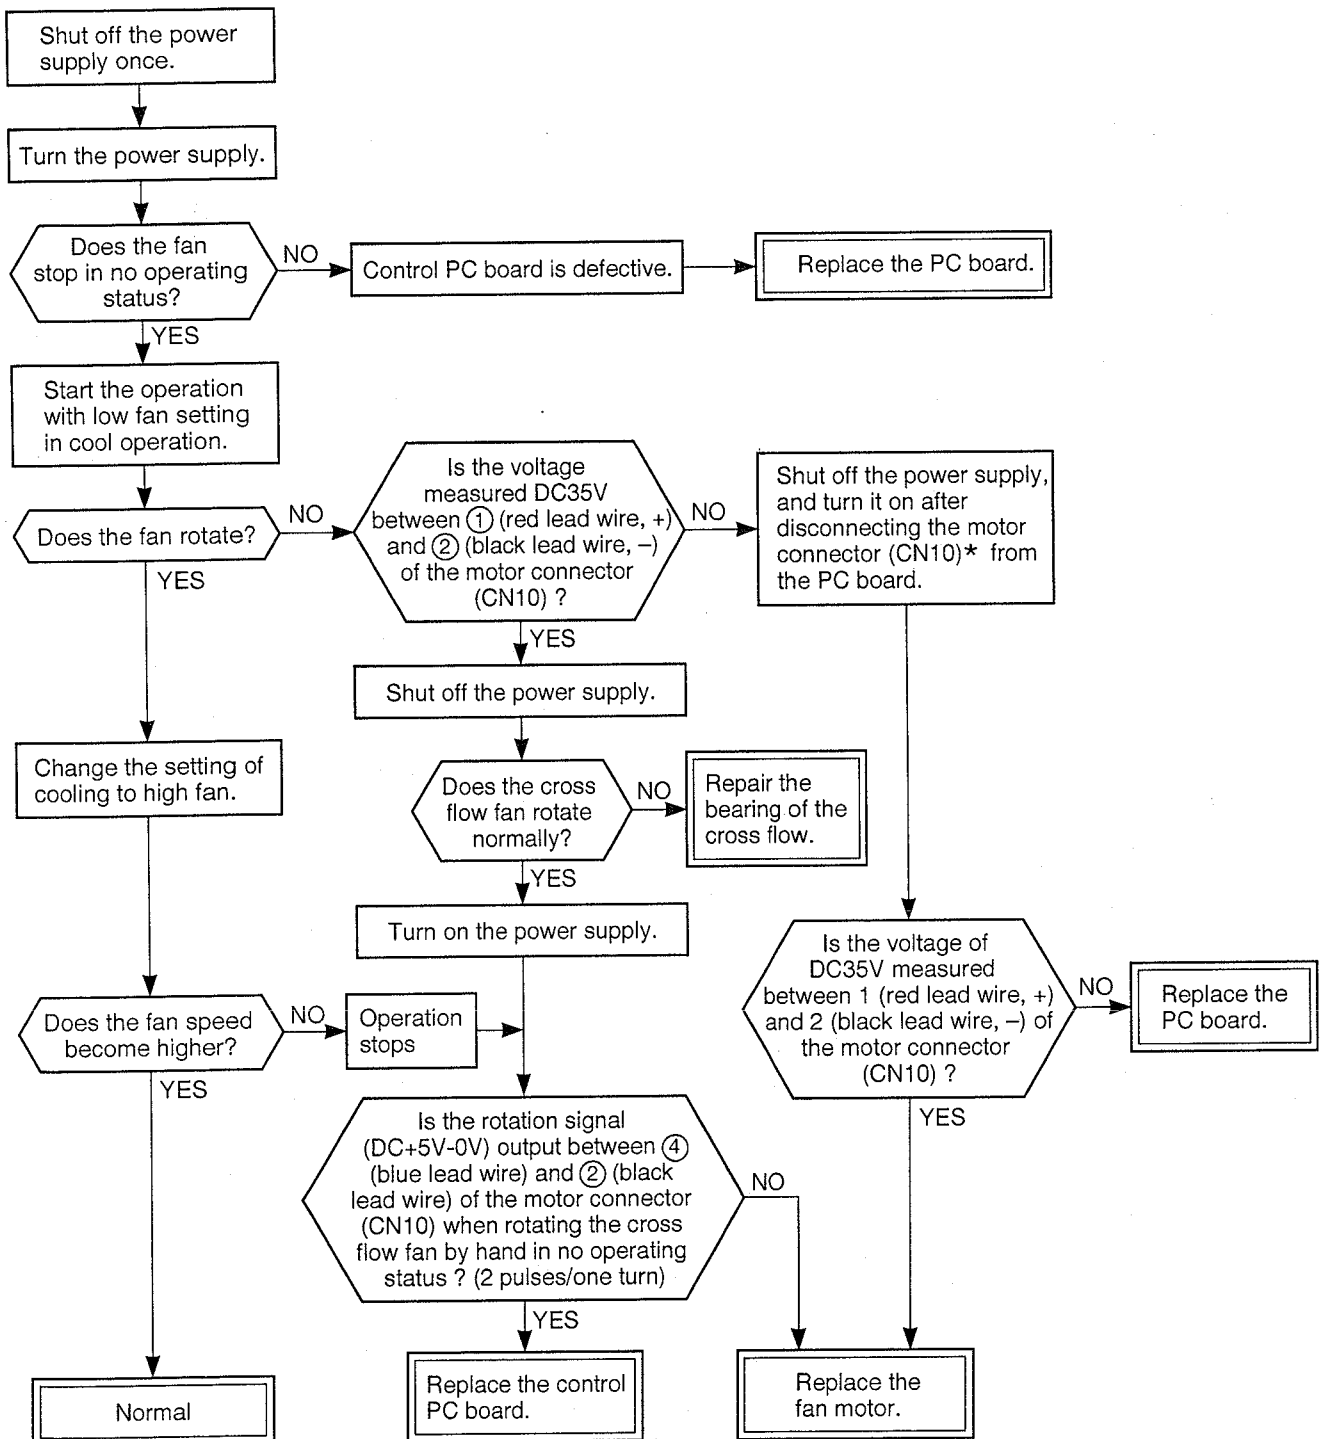 Shut off the power
supply once.
Turn the power supply.
Does the fan
stop in no operating
status?
NO
Control PC board is defective.
Replace the PC board.
YES
Start the operation
with low fan setting
in cool operation.
Does the fan rotate?
NO
Is the voltage
measured DC35V
between ① (red lead wire, +)
and ② (black lead wire, –)
of the motor connector
(CN10) ?
NO
Shut off the power supply,
and turn it on after
disconnecting the motor
connector (CN10)* from
the PC board.
YES
YES
Shut off the power supply.
Change the setting of
cooling to high fan.
Does the cross
flow fan rotate
normally?
NO
Repair the
bearing of the
cross flow.
YES
Turn on the power supply.
Is the voltage of
DC35V measured
between 1 (red lead wire, +)
and 2 (black lead wire, –) of
the motor connector
(CN10) ?
NO
Replace the
PC board.
Does the fan speed
become higher?
NO
Operation
stops
YES
YES
Is the rotation signal
(DC+5V-0V) output between ④
(blue lead wire) and ② (black
lead wire) of the motor connector
(CN10) when rotating the cross
flow fan by hand in no operating
status ? (2 pulses/one turn)
NO
YES
Normal
Replace the control
PC board.
Replace the
fan motor.